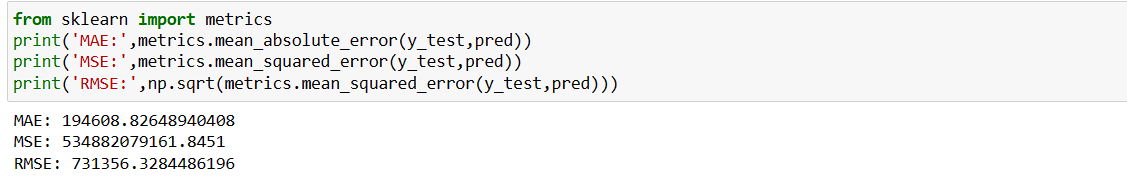 from sklearn import metrics
print('MAE:',metrics.mean_absolute_error(y_test,pred))
print('MSE:',metrics.mean_squared_error(y_test,pred))
print('RMSE:',np.sqrt(metrics.mean_squared_error(y_test,pred)))
MAE: 194608.82648940408
MSE: 534882079161.8451
RMSE: 731356.3284486196